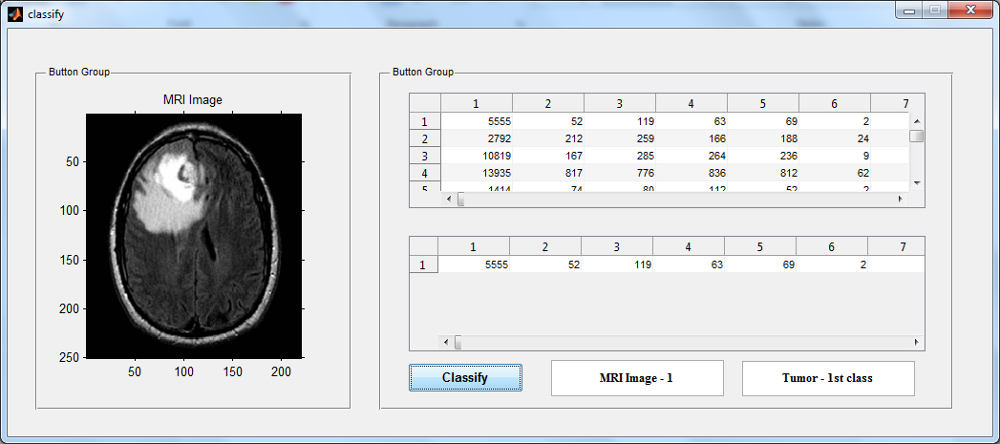 classify
Button Group
MRI Image
50
100
150
200
250
50 100 150 200
Button Group
1 2 3 4 5 6 7
1 5555 52 119 63 69 2
2 2792 212 259 166 188 24
3 10819 167 285 264 236 9
4 13935 817 776 836 812 62
5 1414 74 80 112 52 2
1 2 3 4 5 6 7
1 5555 52 119 63 69 2
Classify
MRI Image - 1
Tumor - 1st class